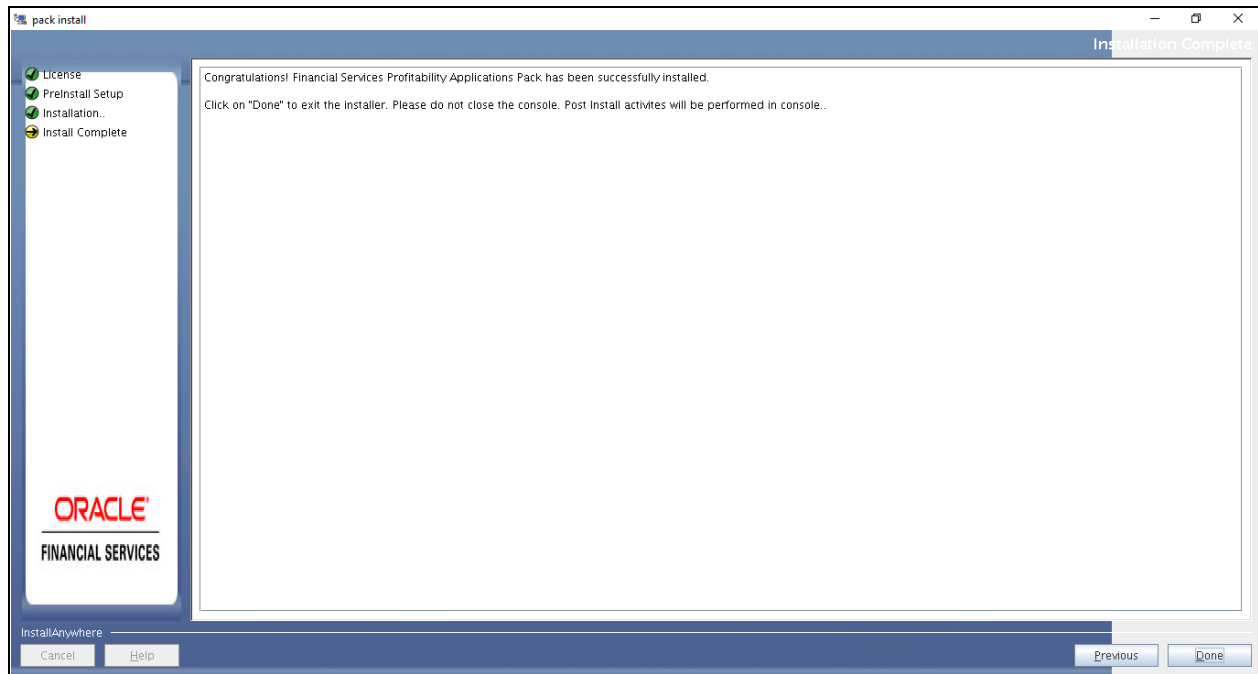 pack install
Installation Complete
License
PreInstall Setup
Installation..
Install Complete
Congratulations! Financial Services Profitability Applications Pack has been successfully installed.
Click on "Done" to exit the installer. Please do not close the console. Post Install activites will be performed in console..
ORACLE
FINANCIAL SERVICES
InstallAnywhere
Cancel
Help
Previous
Done